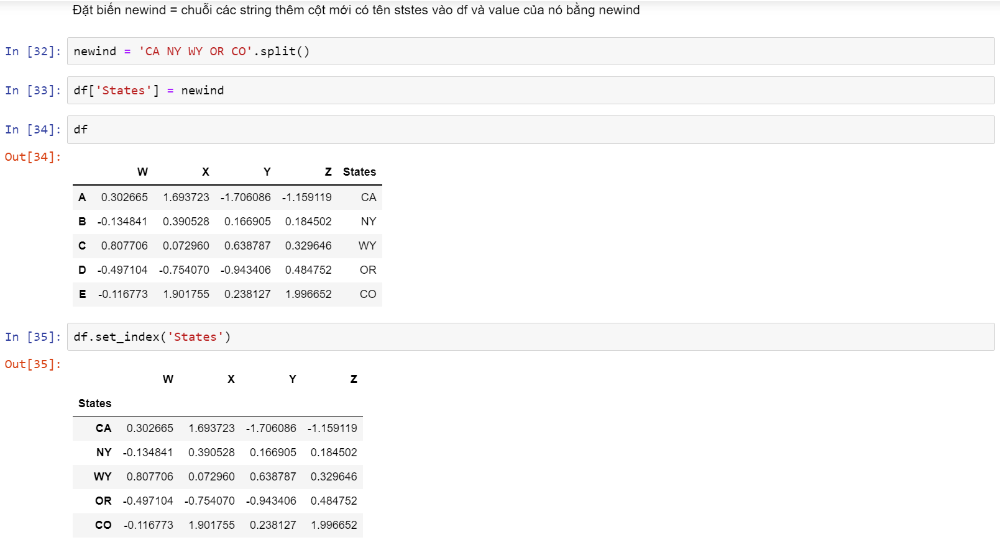 Đặt biến newind = chuỗi các string thêm cột mới có tên ststes vào df và value của nó bằng newind
In [32]: newind = 'CA NY WY OR CO'.split()
In [33]: df['States'] = newind
In [34]: df
Out[34]:
W X Y Z States
A 0.302665 1.693723 -1.706086 -1.159119 CA
B -0.134841 0.390528 0.166905 0.184502 NY
C 0.807706 0.072960 0.638787 0.329646 WY
D -0.497104 -0.754070 -0.943406 0.484752 OR
E -0.116773 1.901755 0.238127 1.996652 CO
In [35]: df.set_index('States')
Out[35]:
W X Y Z
States
CA 0.302665 1.693723 -1.706086 -1.159119
NY -0.134841 0.390528 0.166905 0.184502
WY 0.807706 0.072960 0.638787 0.329646
OR -0.497104 -0.754070 -0.943406 0.484752
CO -0.116773 1.901755 0.238127 1.996652